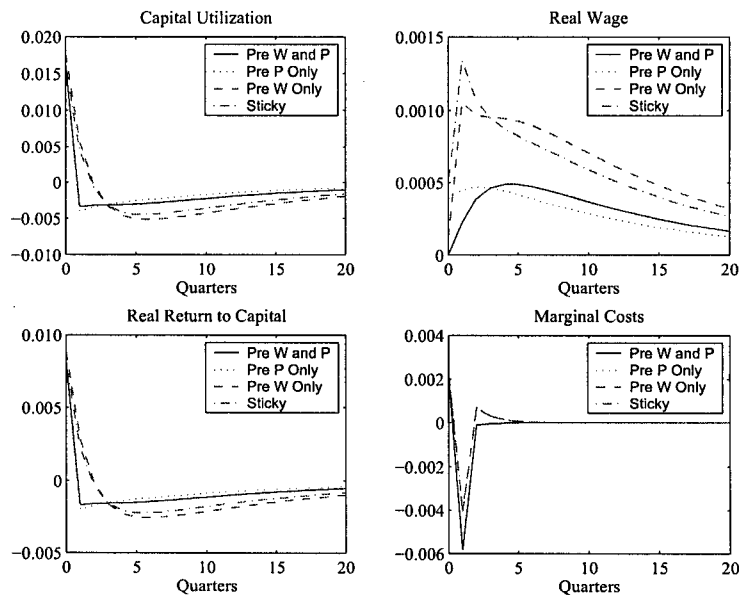 Capital Utilization
0.020
0.015
0.010
0.005
0
−0.005
−0.010
0
5
10
15
20
Quarters
Pre W and P
Pre P Only
Pre W Only
Sticky
Real Wage
0.0015
0.0010
0.0005
0
0
5
10
15
20
Quarters
Pre W and P
Pre P Only
Pre W Only
Sticky
Real Return to Capital
0.010
0.005
0
−0.005
0
5
10
15
20
Quarters
Pre W and P
Pre P Only
Pre W Only
Sticky
Marginal Costs
0.004
0.002
0
−0.002
−0.004
−0.006
0
5
10
15
20
Quarters
Pre W and P
Pre P Only
Pre W Only
Sticky